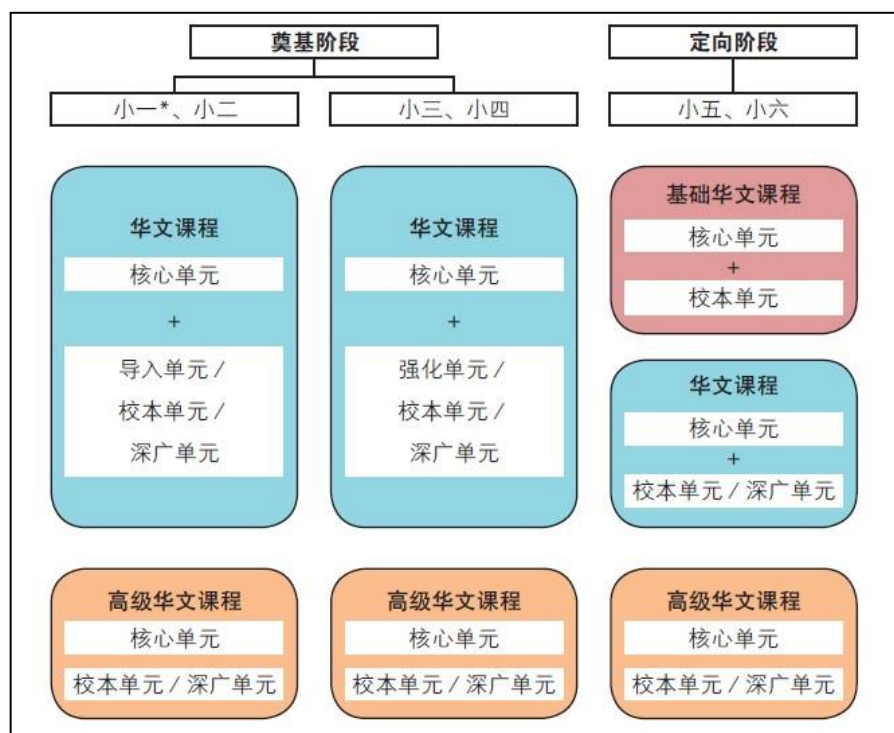 奠基阶段
定向阶段
小一*、小二
小三、小四
小五、小六
华文课程
核心单元
+
导入单元 /
校本单元 /
深广单元
华文课程
核心单元
+
强化单元 /
校本单元 /
深广单元
基础华文课程
核心单元
+
校本单元
华文课程
核心单元
+
校本单元 / 深广单元
高级华文课程
核心单元
校本单元 / 深广单元
高级华文课程
核心单元
校本单元 / 深广单元
高级华文课程
核心单元
校本单元 / 深广单元